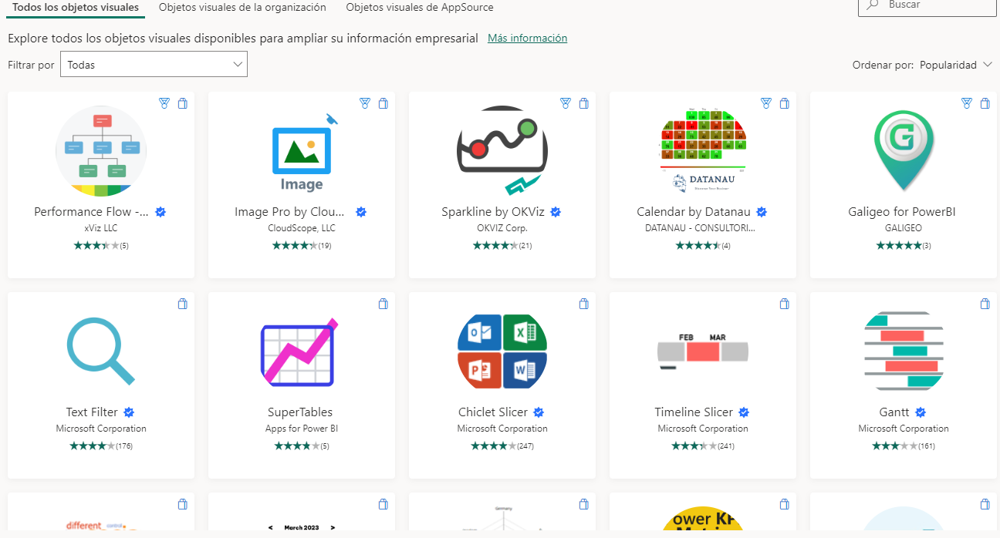 Todos los objetos visuales
Objetos visuales de la organización
Objetos visuales de AppSource
Buscar
Explore todos los objetos visuales disponibles para ampliar su información empresarial Más información
Filtrar por Todas
Ordenar por: Popularidad
Performance Flow -...
xViz LLC
(5)
Image
Image Pro by Clou...
CloudScope, LLC
(19)
Sparkline by OKViz
OKVIZ Corp.
(21)
DATANAU
Calendar by Datanau
DATANAU - CONSULTORI...
(4)
G
Galigeo for PowerBI
GALIGEO
(3)
Text Filter
Microsoft Corporation
(176)
SuperTables
Apps for Power BI
(5)
Chiclet Slicer
Microsoft Corporation
(247)
FEB MAR
Timeline Slicer
Microsoft Corporation
(241)
Gantt
Microsoft Corporation
(161)
different control
< March 2023 >
Germany